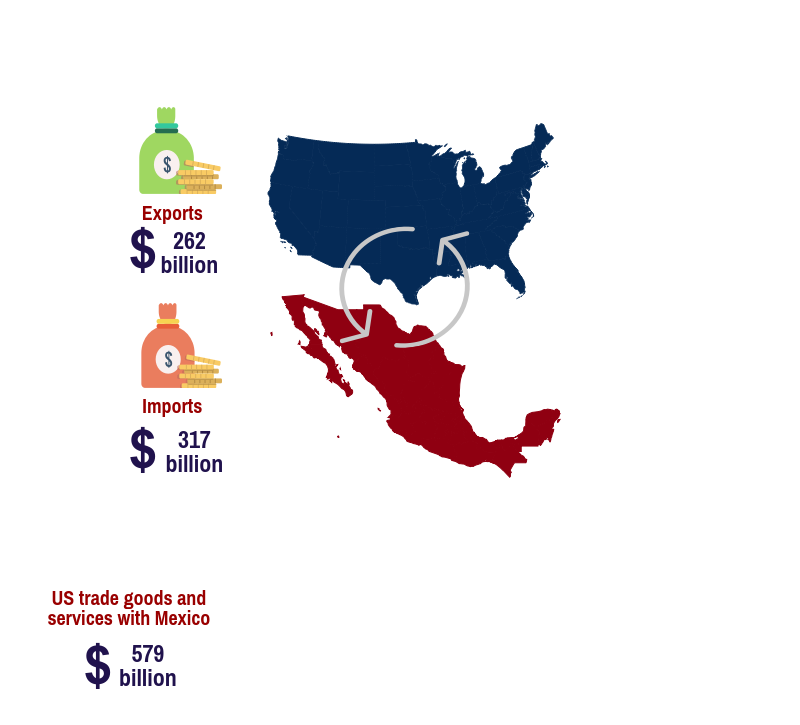 $
Exports
$ 262
billion
$
Imports
$ 317
billion
US trade goods and
services with Mexico
$ 579
billion